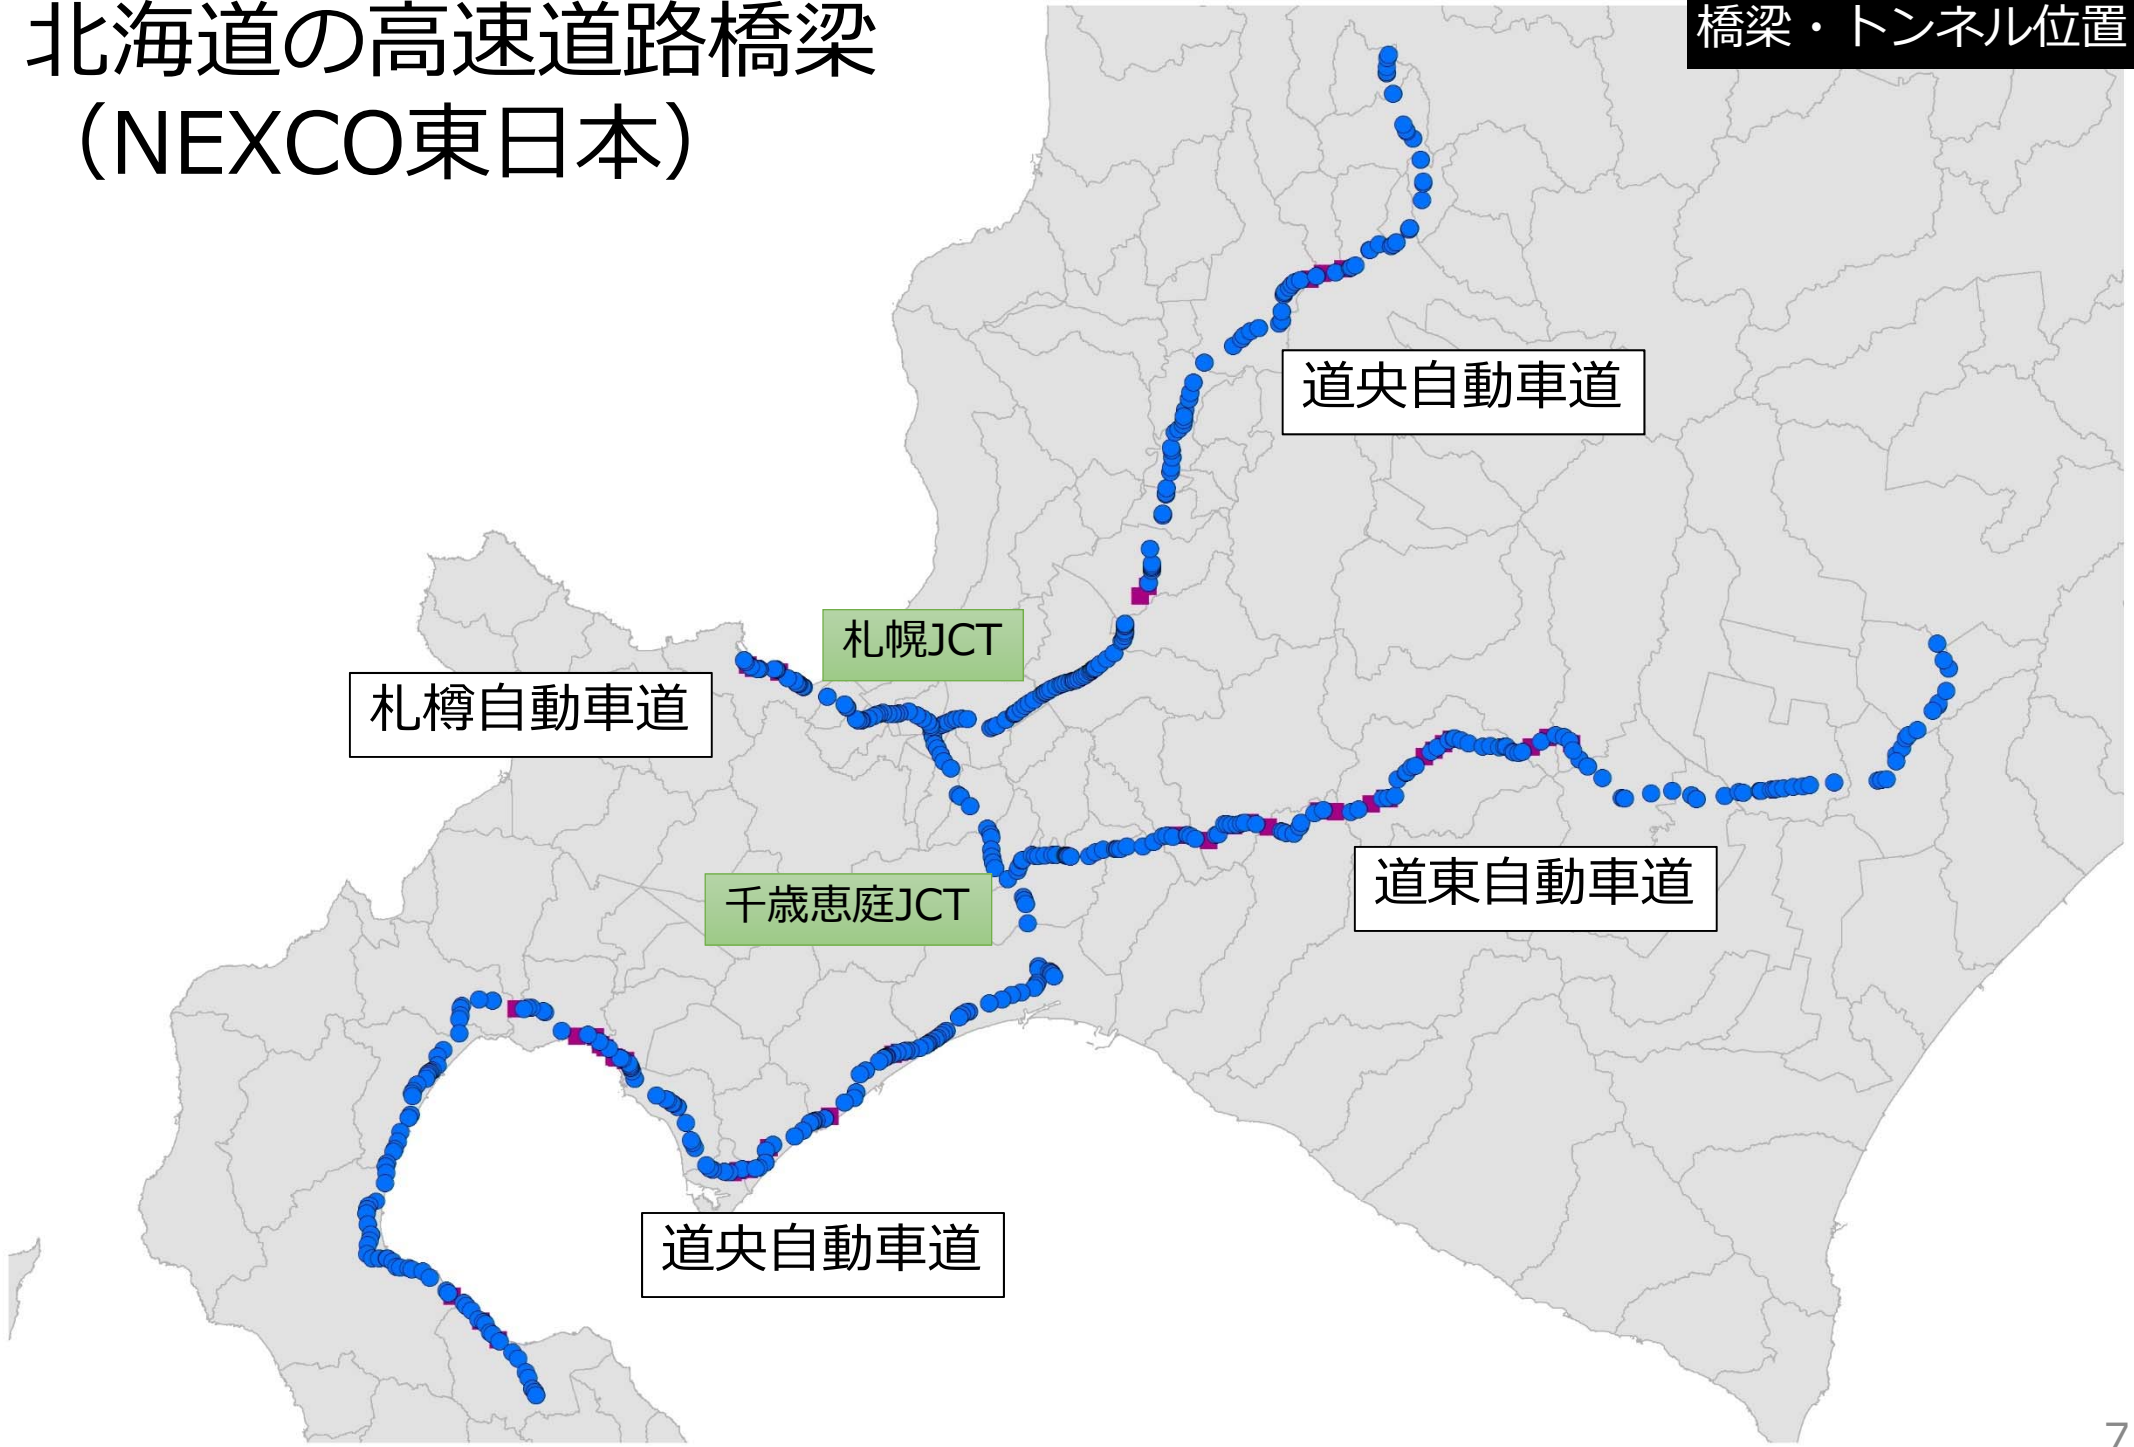 北海道の高速道路橋梁
（NEXCO東日本）
橋梁・トンネル位置
道央自動車道
札幌JCT
札樽自動車道
千歳恵庭JCT
道東自動車道
道央自動車道
7